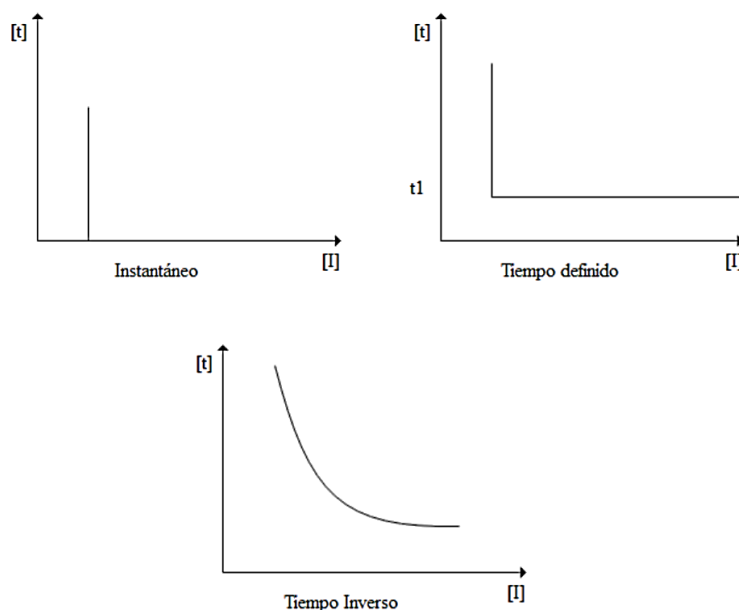 [t]
[I]
Instantáneo
[t]
t1
[I]
Tiempo definido
[t]
[I]
Tiempo Inverso